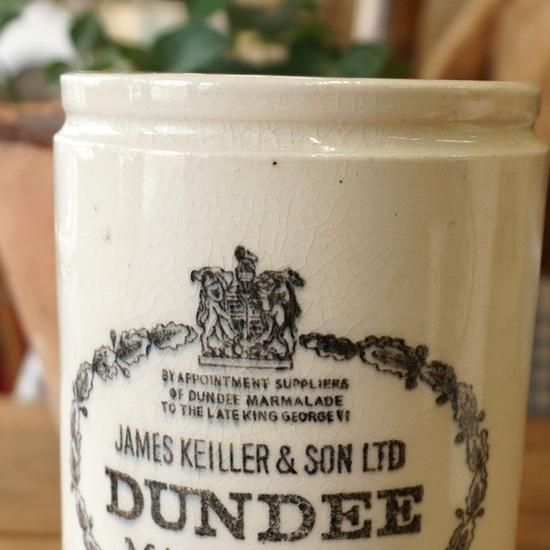 BY APPOINTMENT SUPPLIERS
OF DUNDEE MARMALADE
TO THE LATE KING GEORGE VI
JAMES KEILLER & SON LTD
DUNDEE